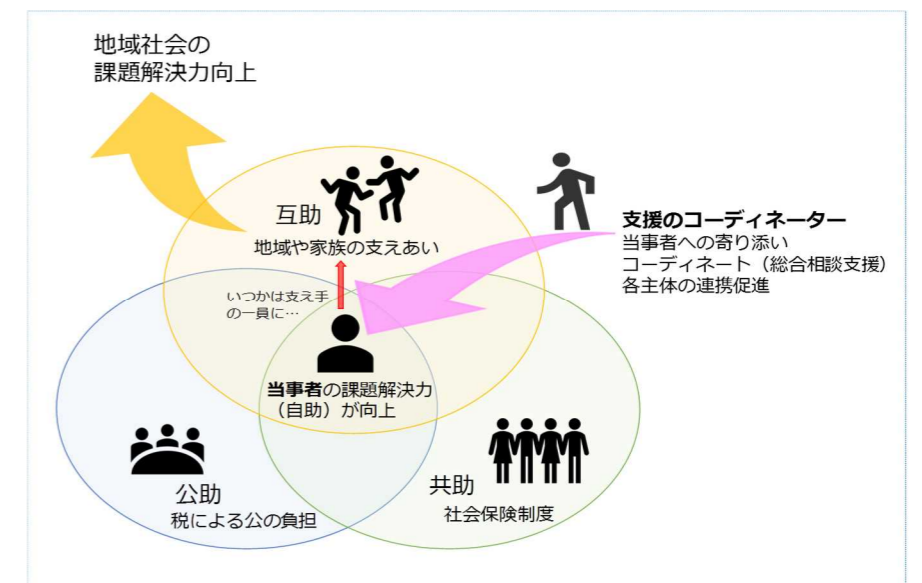 地域社会の
課題解決力向上
互助
地域や家族の支えあい
支援のコーディネーター
当事者への寄り添い
コーディネート（総合相談支援）
各主体の連携促進
いつかは支え手
の一員に…
当事者の課題解決力
（自助）が向上
公助
税による公の負担
共助
社会保険制度